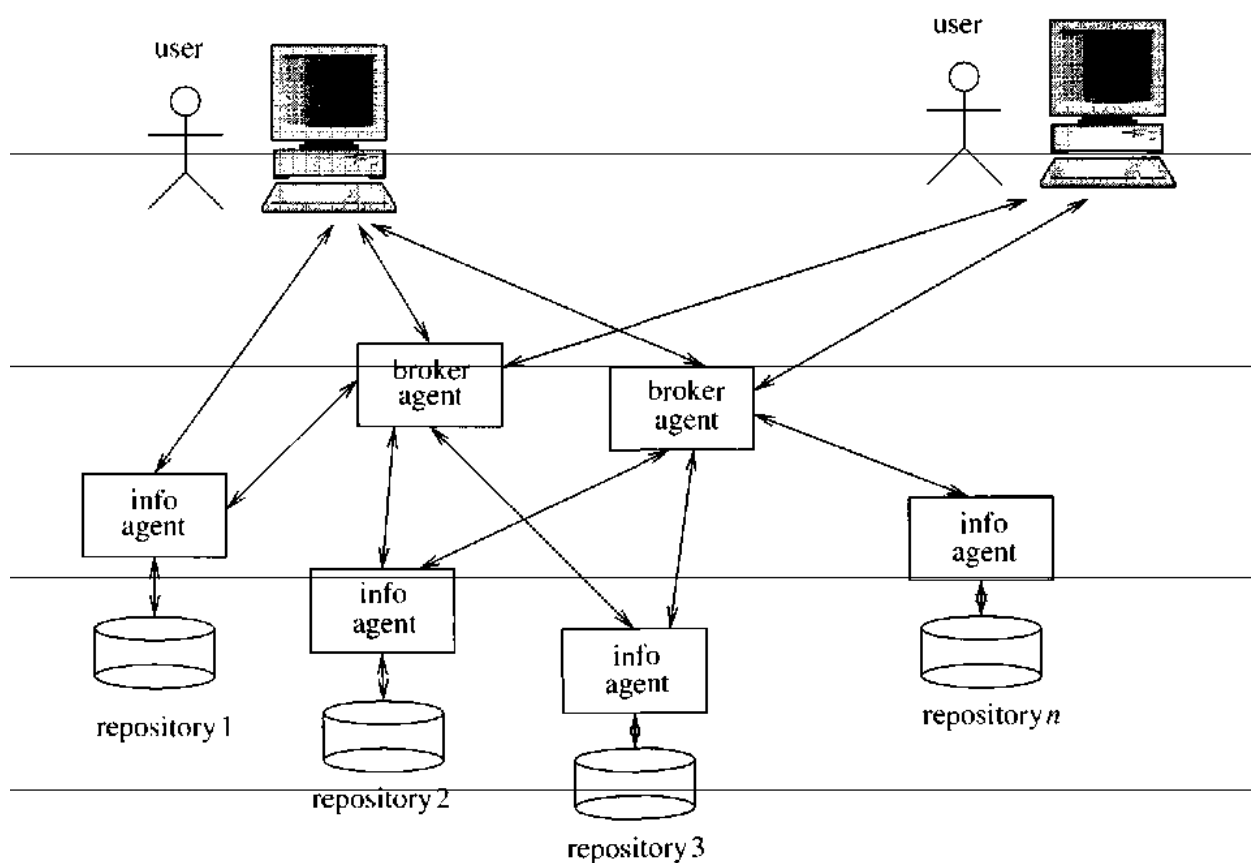 user
user
broker
agent
broker
agent
info
agent
info
agent
info
agent
info
agent
repository 1
repository 2
repository 3
repository n